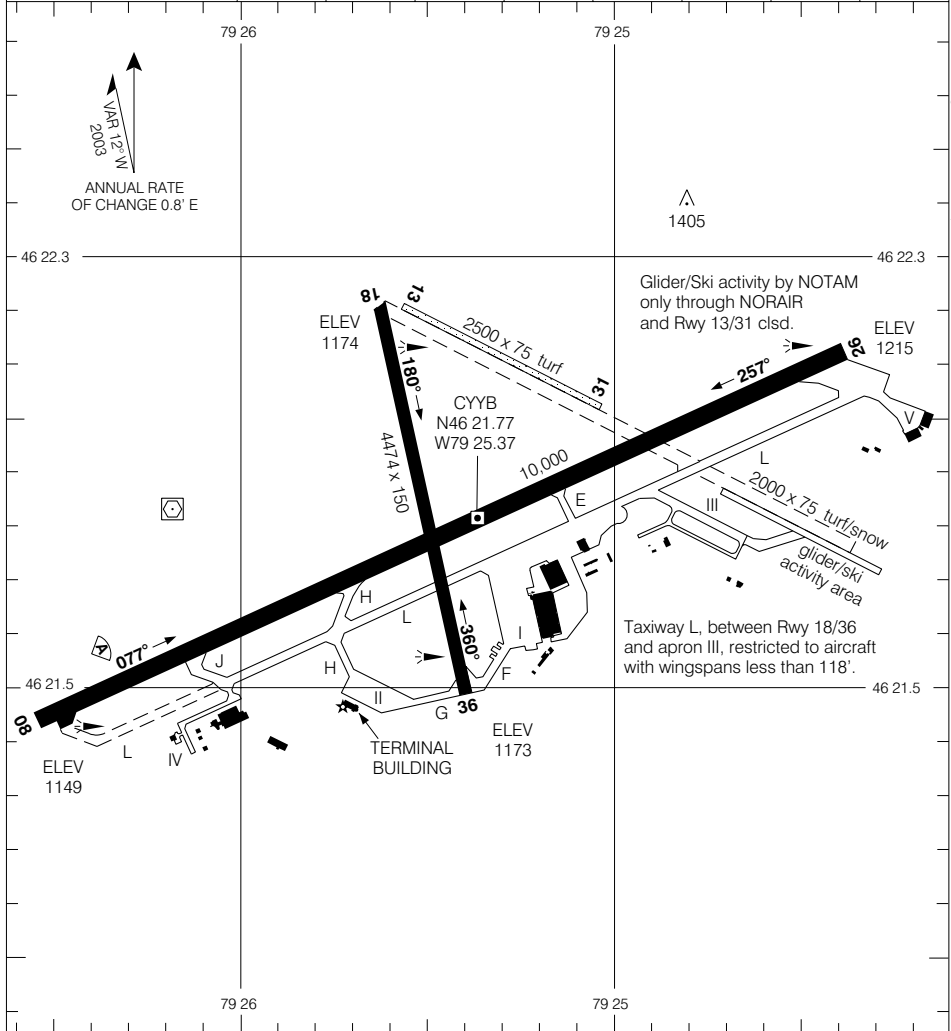 79 26
79 25
VAR 12° W
2003
ANNUAL RATE
OF CHANGE 0.8' E
1405
46 22.3
46 22.3
Glider/Ski activity by NOTAM
only through NORAIR
and Rwy 13/31 clsd.
18
13
ELEV
1174
2500 x 75 turf
ELEV
1215
26
180°
31
257°
CYYB
N46 21.77
W79 25.37
4474 x 150
10,000
V
L
E
III
2000 x 75 turf/snow
glider/ski
activity area
H
L
I
360°
Taxiway L, between Rwy 18/36
and apron III, restricted to aircraft
with wingspans less than 118'.
A
077°
J
H
F
46 21.5
46 21.5
II
G
36
08
L
IV
ELEV
1149
TERMINAL
BUILDING
ELEV
1173
79 26
79 25